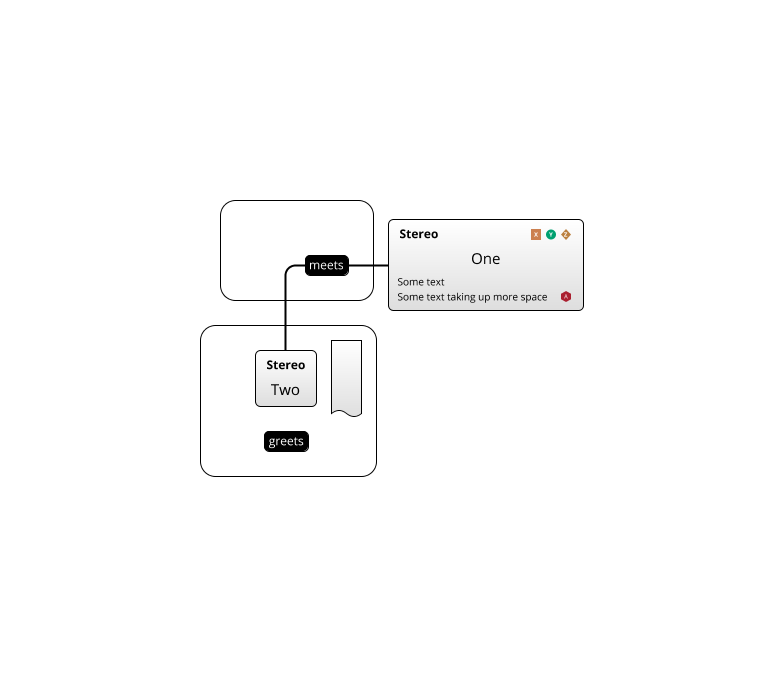 Stereo
X Y Z
One
meets
Some text
Some text taking up more space
A
Stereo
Two
greets